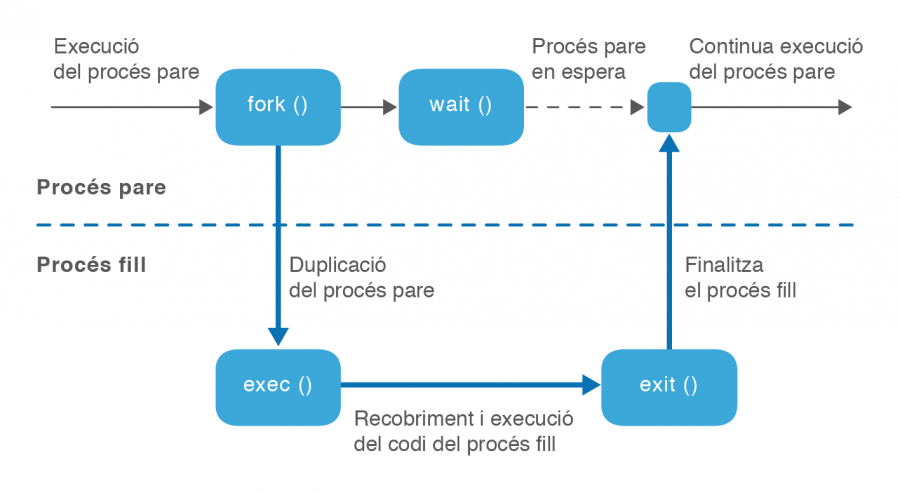 Execució
del procés pare
Procés pare
en espera
Continua execució
del procés pare
fork ()
wait ()
Procés pare
Procés fill
Duplicació
del procés pare
Finalitza
el procés fill
exec ()
exit ()
Recobriment i execució
del codi del procés fill